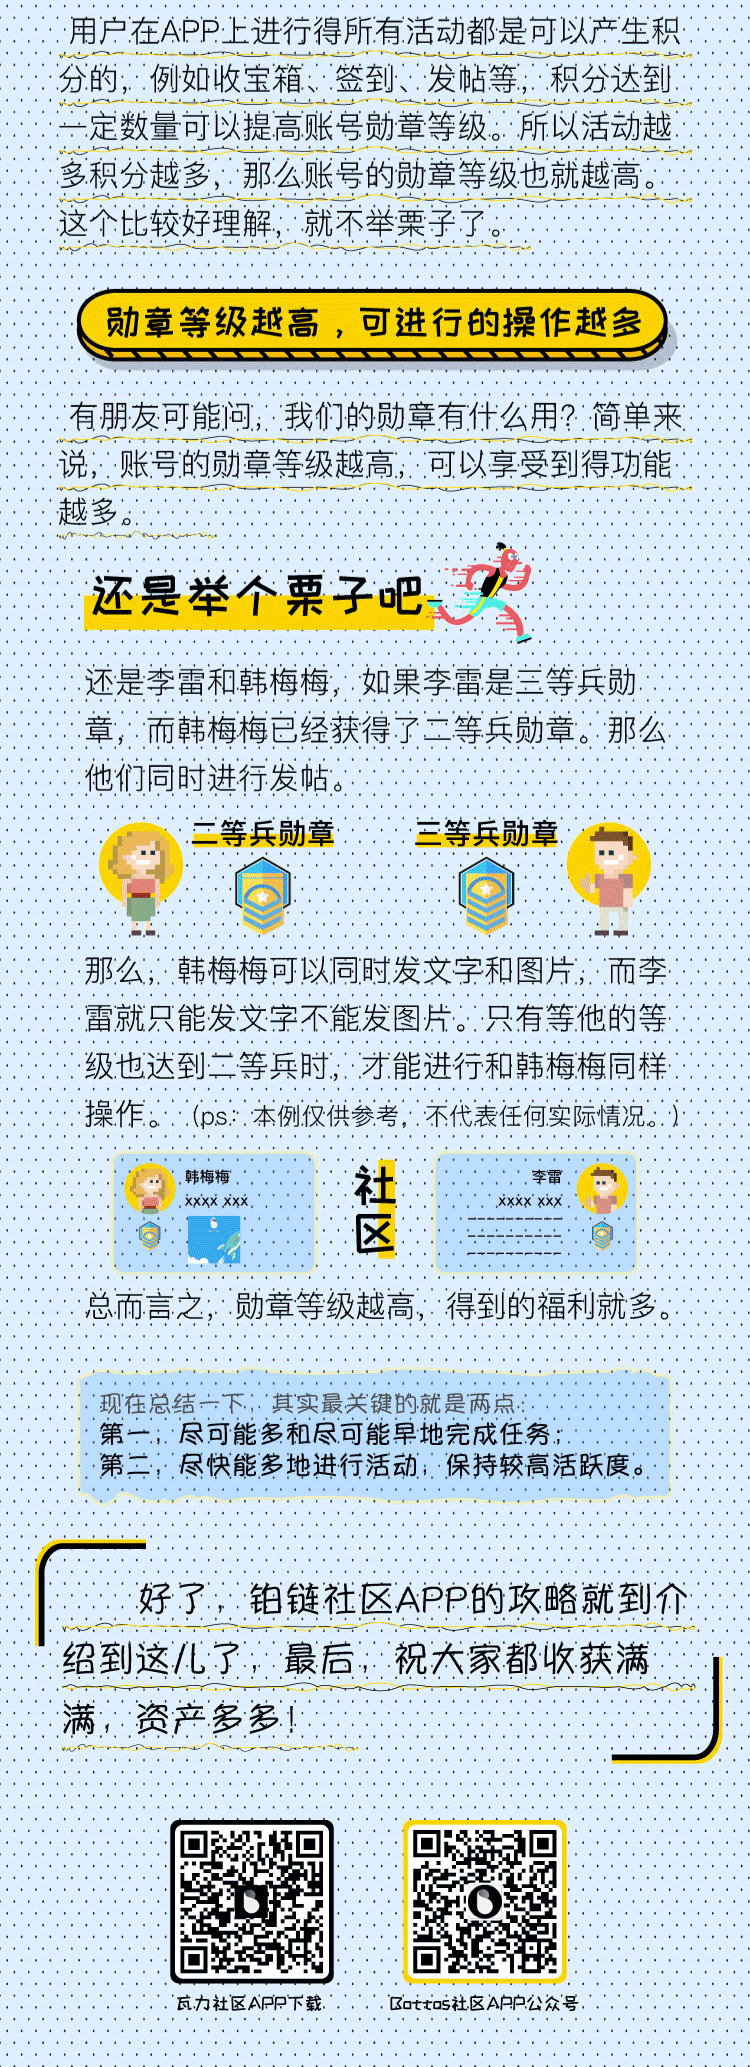 用户在APP上进行得所有活动都是可以产生积
分的，例如收宝箱、签到、发帖等，积分达到
一定数量可以提高账号勋章等级。所以活动越
多积分越多，那么账号的勋章等级也就越高。
这个比较好理解，就不举栗子了。
勋章等级越高，可进行的操作越多
有朋友可能问，我们的勋章有什么用？简单来
说，账号的勋章等级越高，可以享受到得功能
越多。
还是举个栗子吧
还是李雷和韩梅梅，如果李雷是三等兵勋
章，而韩梅梅已经获得了二等兵勋章。那么
他们同时进行发帖。
二等兵勋章
三等兵勋章
那么，韩梅梅可以同时发文字和图片，而李
雷就只能发文字不能发图片。只有等他的等
级也达到二等兵时，才能进行和韩梅梅同样
操作。（ps：本例仅供参考，不代表任何实际情况。）
韩梅梅
xxxx xxx
社
区
李雷
xxxx xxx
总而言之，勋章等级越高，得到的福利就多。
现在总结一下，其实最关键的就是两点：
第一，尽可能多和尽可能早地完成任务；
第二，尽快能多地进行活动，保持较高活跃度。
好了，铂链社区APP的攻略就到介
绍到这儿了，最后，祝大家都收获满
满，资产多多！
瓦力社区APP下载
Bottos社区APP公众号